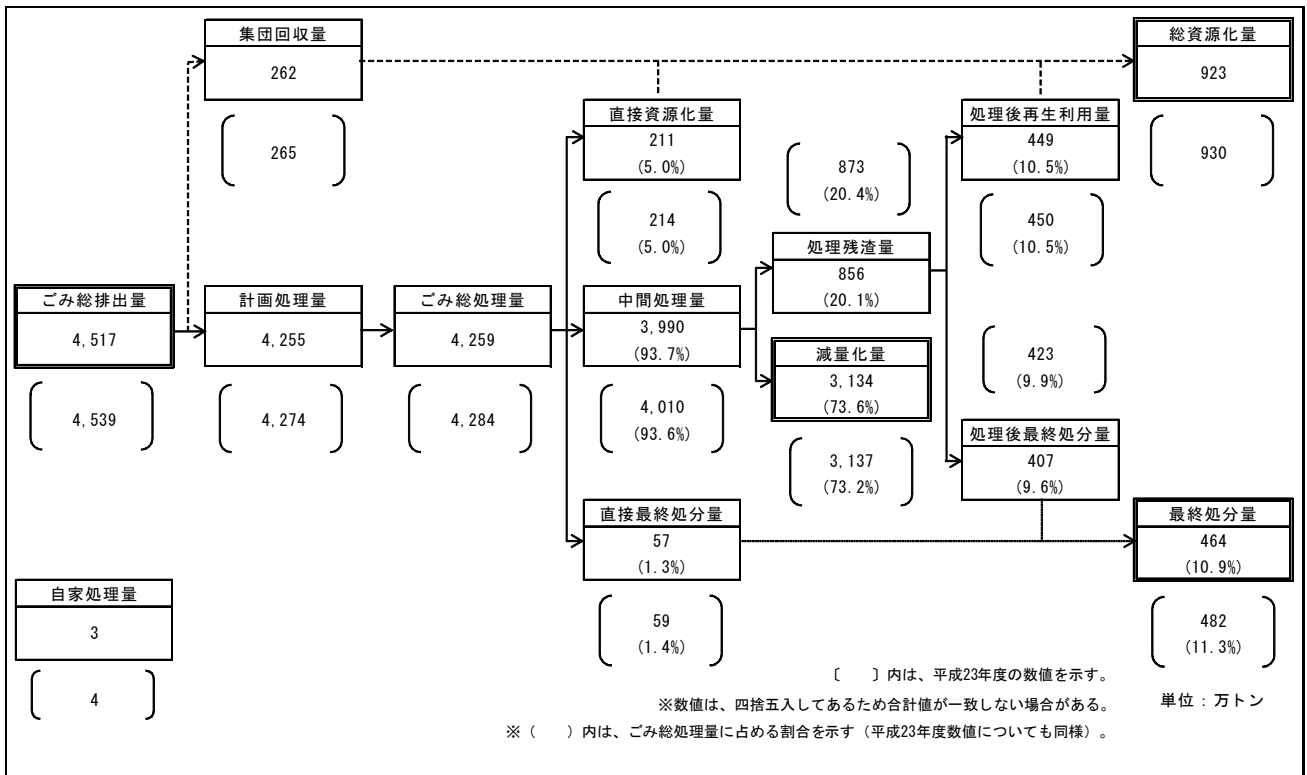 集団回収量
262
265
総資源化量
923
930
直接資源化量
211
(5.0%)
214
(5.0%)
873
(20.4%)
処理後再生利用量
449
(10.5%)
450
(10.5%)
処理残渣量
856
(20.1%)
ごみ総排出量
4,517
4,539
計画処理量
4,255
4,274
ごみ総処理量
4,259
4,284
中間処理量
3,990
(93.7%)
4,010
(93.6%)
減量化量
3,134
(73.6%)
3,137
(73.2%)
423
(9.9%)
処理後最終処分量
407
(9.6%)
直接最終処分量
57
(1.3%)
59
(1.4%)
最終処分量
464
(10.9%)
482
(11.3%)
自家処理量
3
4
〔　　〕内は、平成23年度の数値を示す。
※数値は、四捨五入してあるため合計値が一致しない場合がある。
単位：万トン
※（　　）内は、ごみ総処理量に占める割合を示す（平成23年度数値についても同様）。